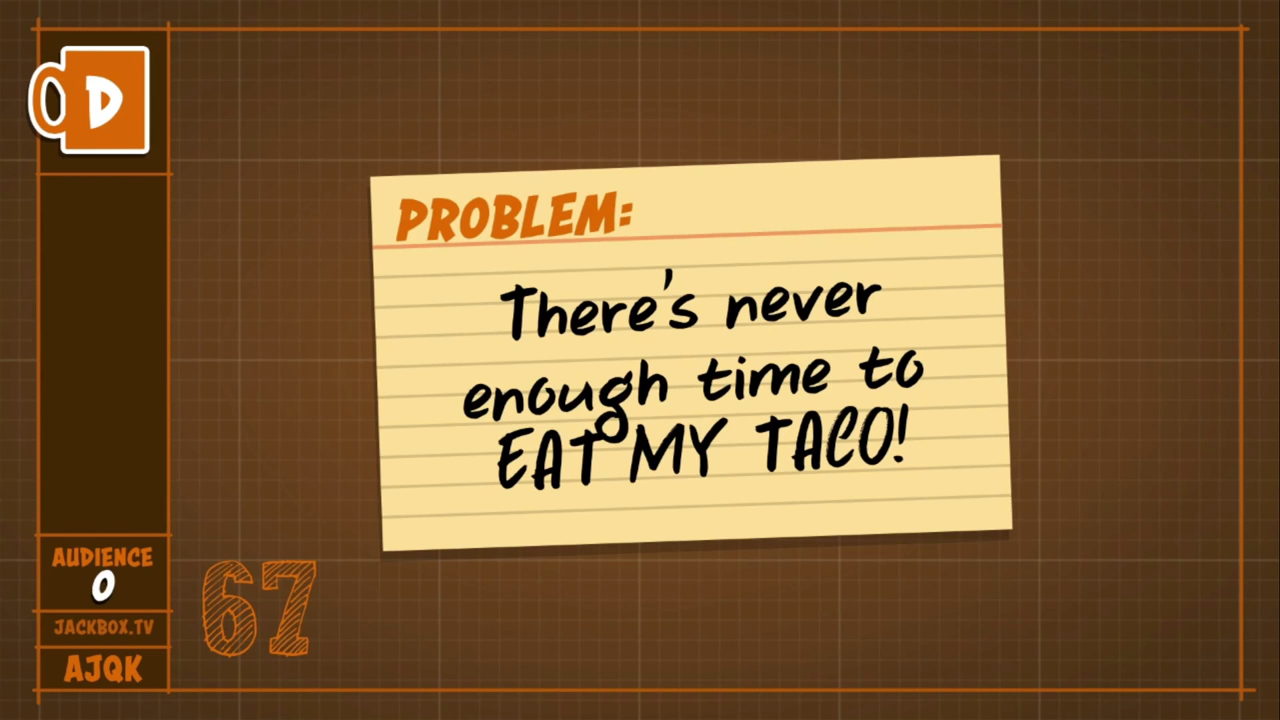 D
PROBLEM:
There's never
enough time to
EAT MY TACO!
AUDIENCE
0
JACKBOX.TV
AJQK
67